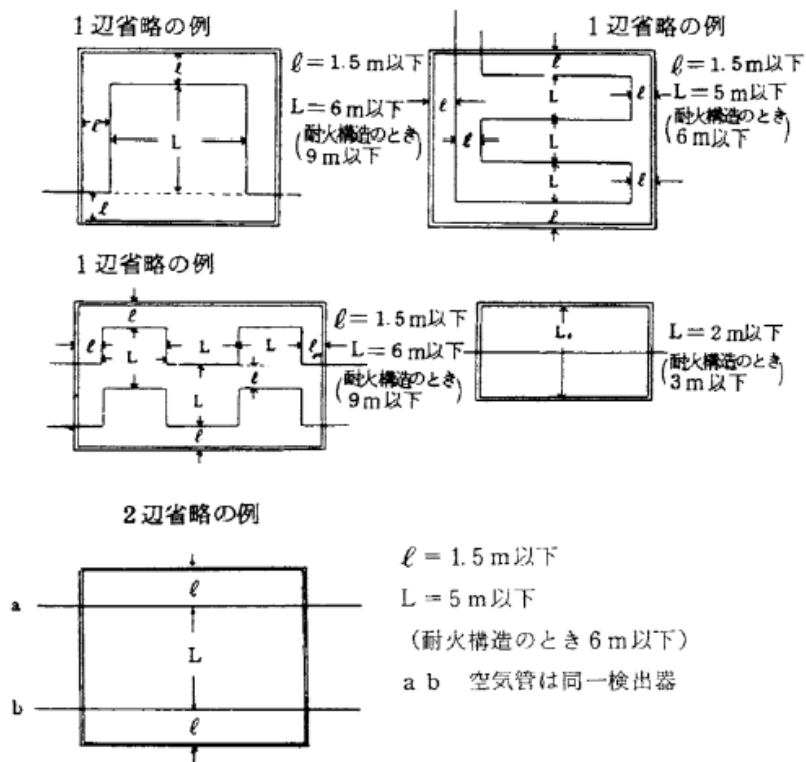 1辺省略の例
ℓ
ℓ
L
L
ℓ
ℓ=1.5m以下
L=6m以下
(耐火構造のとき
9m以下)
1辺省略の例
ℓ
ℓ
L
ℓ
ℓ
L
L
ℓ
ℓ
ℓ=1.5m以下
L=5m以下
(耐火構造のとき
6m以下)
1辺省略の例
ℓ
ℓ
L
L
L
ℓ
L
ℓ
ℓ
ℓ=1.5m以下
L=6m以下
(耐火構造のとき
9m以下)
L
L=2m以下
(耐火構造のとき
3m以下)
2辺省略の例
a
ℓ
L
b
ℓ
ℓ=1.5m以下
L=5m以下
(耐火構造のとき6m以下)
a b 空気管は同一検出器